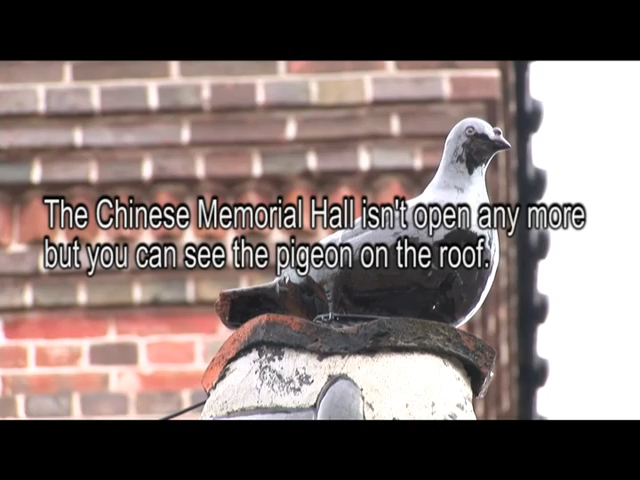 The Chinese Memorial Hall isn't open any more
but you can see the pigeon on the roof.